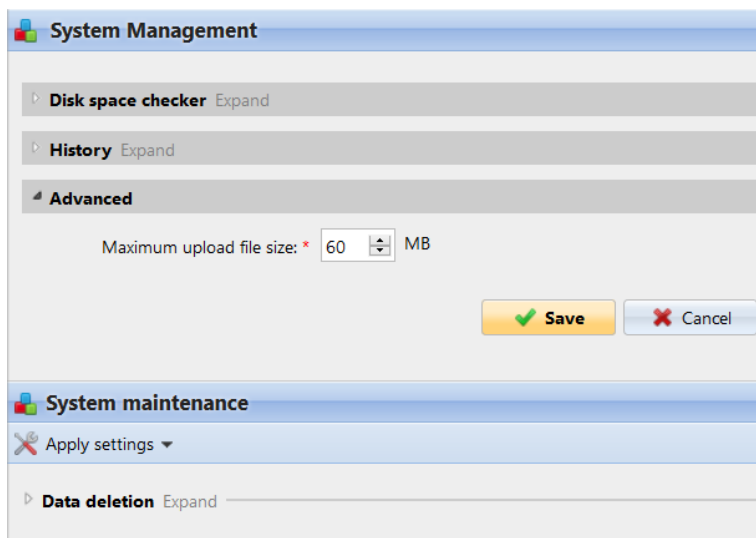 System Management
Disk space checker Expand
History Expand
Advanced
Maximum upload file size: * 60 MB
Save Cancel
System maintenance
Apply settings
Data deletion Expand